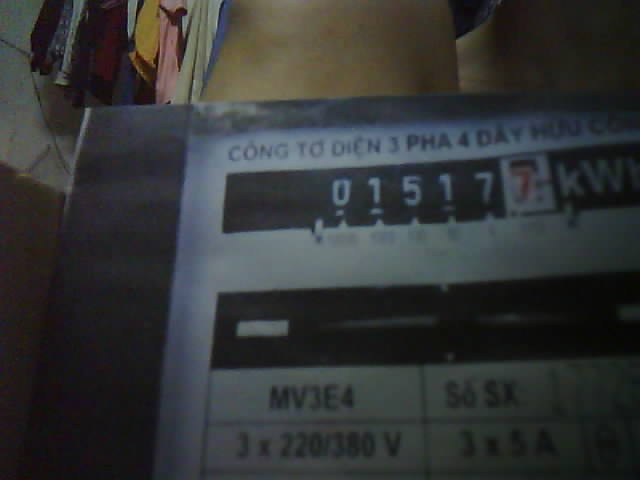 CÔNG TƠ ĐIỆN 3 PHA 4 DÂY HỮU CÔ
0 1 5 1 7 7 kWh
MV3E4 Số SX
3 x 220/380 V 3 x 5 A